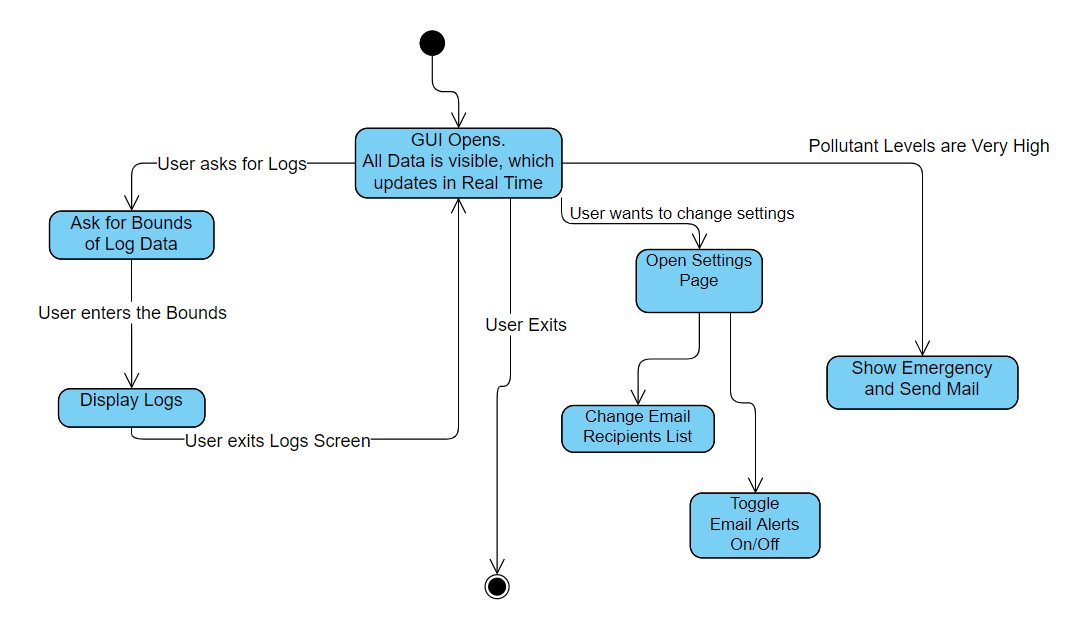 GUI Opens.
All Data is visible, which
updates in Real Time
Pollutant Levels are Very High
User asks for Logs
User wants to change settings
Ask for Bounds
of Log Data
Open Settings
Page
User enters the Bounds
User Exits
Show Emergency
and Send Mail
Display Logs
Change Email
Recipients List
User exits Logs Screen
Toggle
Email Alerts
On/Off